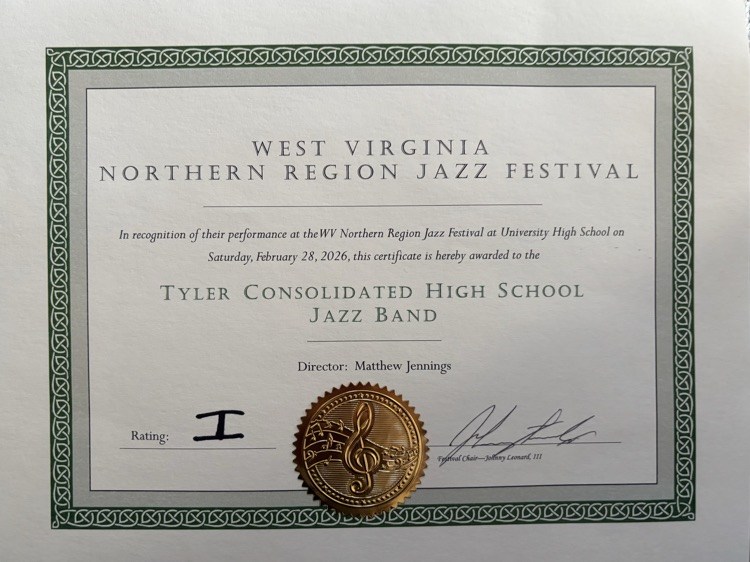 WEST VIRGINIA
NORTHERN REGION JAZZ FESTIVAL
In recognition of their performance at the WV Northern Region Jazz Festival at University High School on
Saturday, February 28, 2026, this certificate is hereby awarded to the
TYLER CONSOLIDATED HIGH SCHOOL
JAZZ BAND
Director: Matthew Jennings
Rating: I
Festival Chair—Johnny Leonard, III